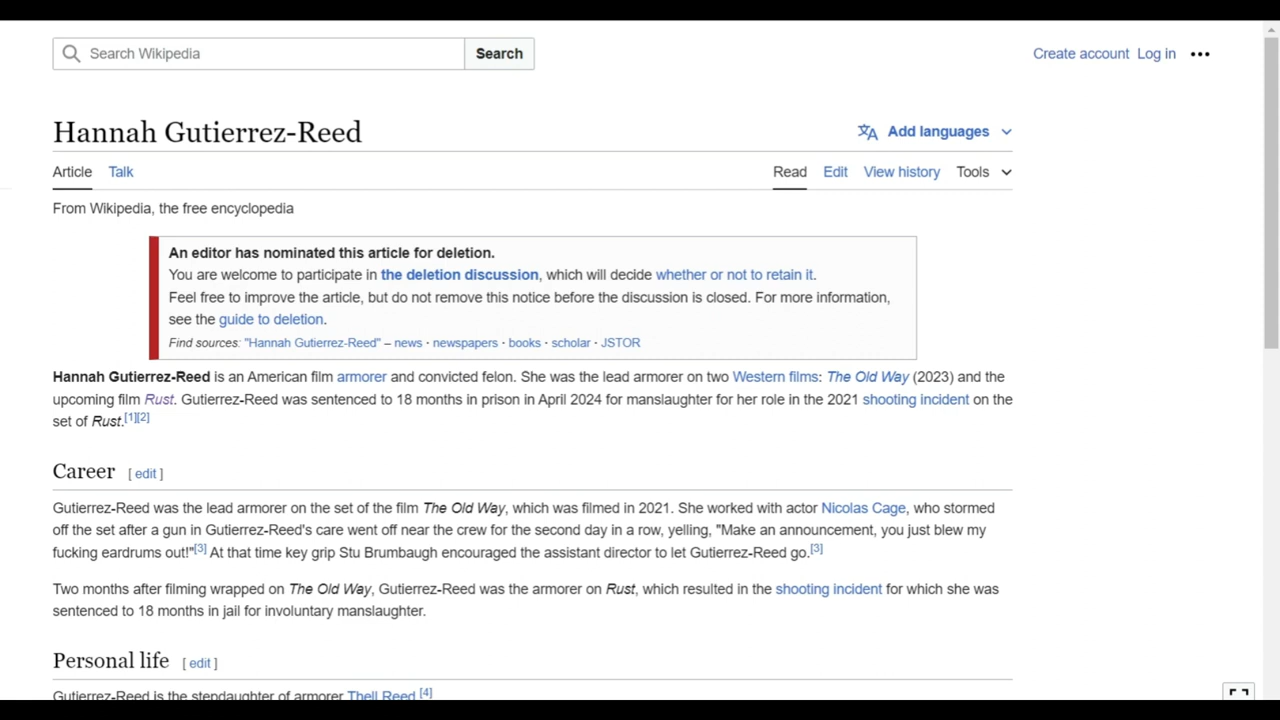 Search Wikipedia
Search
Create account Log in •••
Hannah Gutierrez-Reed
Add languages
Article Talk
Read Edit View history Tools
From Wikipedia, the free encyclopedia
An editor has nominated this article for deletion.
You are welcome to participate in the deletion discussion, which will decide whether or not to retain it.
Feel free to improve the article, but do not remove this notice before the discussion is closed. For more information,
see the guide to deletion.
Find sources: "Hannah Gutierrez-Reed" – news · newspapers · books · scholar · JSTOR
Hannah Gutierrez-Reed is an American film armorer and convicted felon. She was the lead armorer on two Western films: The Old Way (2023) and the
upcoming film Rust. Gutierrez-Reed was sentenced to 18 months in prison in April 2024 for manslaughter for her role in the 2021 shooting incident on the
set of Rust.[1][2]
Career [ edit ]
Gutierrez-Reed was the lead armorer on the set of the film The Old Way, which was filmed in 2021. She worked with actor Nicolas Cage, who stormed
off the set after a gun in Gutierrez-Reed's care went off near the crew for the second day in a row, yelling, "Make an announcement, you just blew my
fucking eardrums out!"[3] At that time key grip Stu Brumbaugh encouraged the assistant director to let Gutierrez-Reed go.[3]
Two months after filming wrapped on The Old Way, Gutierrez-Reed was the armorer on Rust, which resulted in the shooting incident for which she was
sentenced to 18 months in jail for involuntary manslaughter.
Personal life [ edit ]
Gutierrez-Reed is the stepdaughter of armorer Thell Reed.[4]